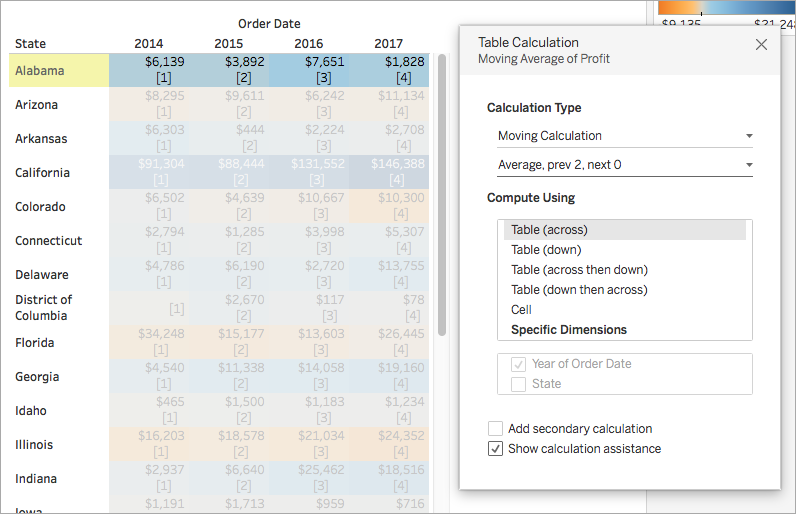 Order Date
State 2014 2015 2016 2017
Alabama $6,139 $3,892 $7,651 $1,828
[1] [2] [3] [4]
Arizona $8,295 $9,611 $6,242 $11,134
[1] [2] [3] [4]
Arkansas $6,303 $444 $2,224 $2,708
[1] [2] [3] [4]
California $91,304 $88,444 $131,552 $146,388
[1] [2] [3] [4]
Colorado $6,502 $4,639 $10,667 $10,300
[1] [2] [3] [4]
Connecticut $2,794 $1,285 $3,998 $5,307
[1] [2] [3] [4]
Delaware $4,786 $6,190 $2,720 $13,755
[1] [2] [3] [4]
District of $2,670 $117 $78
Columbia [1] [2] [3] [4]
Florida $34,248 $15,177 $13,603 $26,445
[1] [2] [3] [4]
Georgia $4,540 $11,338 $14,058 $19,160
[1] [2] [3] [4]
Idaho $465 $1,500 $1,183 $1,234
[1] [2] [3] [4]
Illinois $16,203 $18,578 $21,034 $24,352
[1] [2] [3] [4]
Indiana $2,937 $6,640 $25,462 $18,516
[1] [2] [3] [4]
Iowa $1,191 $1,713 $959 $716
Table Calculation
Moving Average of Profit
Calculation Type
Moving Calculation
Average, prev 2, next 0
Compute Using
Table (across)
Table (down)
Table (across then down)
Table (down then across)
Cell
Specific Dimensions
Year of Order Date
State
Add secondary calculation
Show calculation assistance